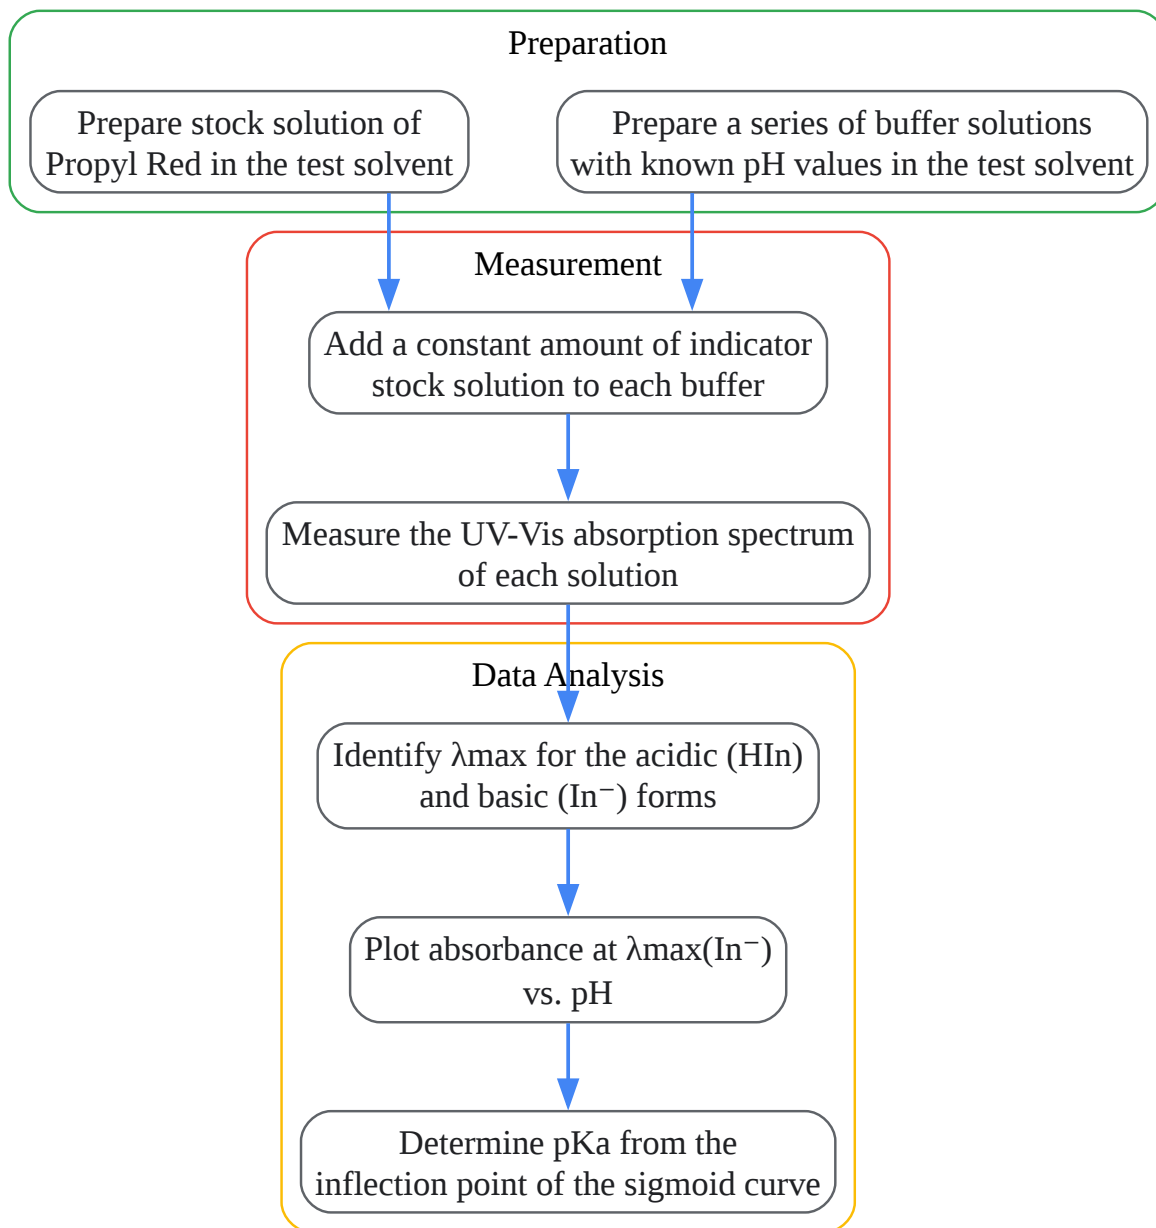 Preparation
Prepare stock solution of
Propyl Red in the test solvent
Prepare a series of buffer solutions
with known pH values in the test solvent
Measurement
Add a constant amount of indicator
stock solution to each buffer
Measure the UV-Vis absorption spectrum
of each solution
Data Analysis
Identify λmax for the acidic (HIn)
and basic (In⁻) forms
Plot absorbance at λmax(In⁻)
vs. pH
Determine pKa from the
inflection point of the sigmoid curve